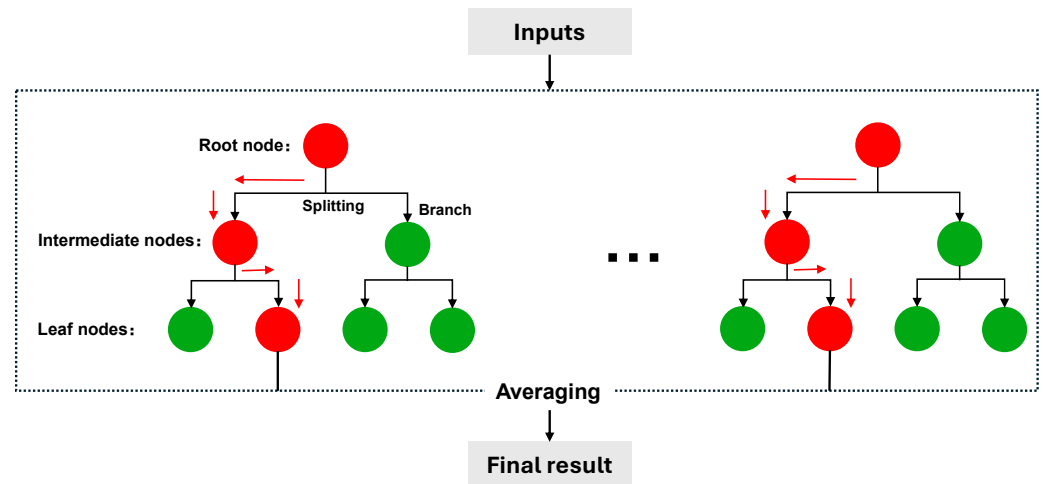 Inputs
Root node：
Splitting
Branch
Intermediate nodes：
...
Leaf nodes：
Averaging
Final result